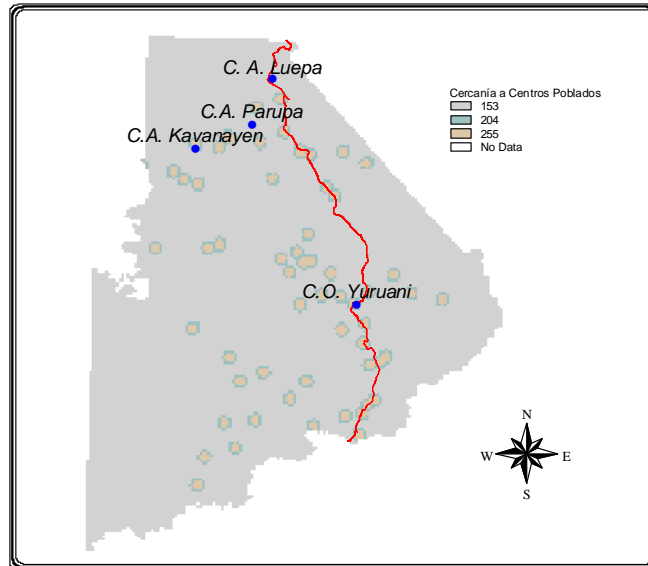 C. A. Luepa
C.A. Parupa
C.A. Kavanayen
C.O. Yuruani
Cercanía a Centros Poblados
153
204
255
No Data
N
W
E
S